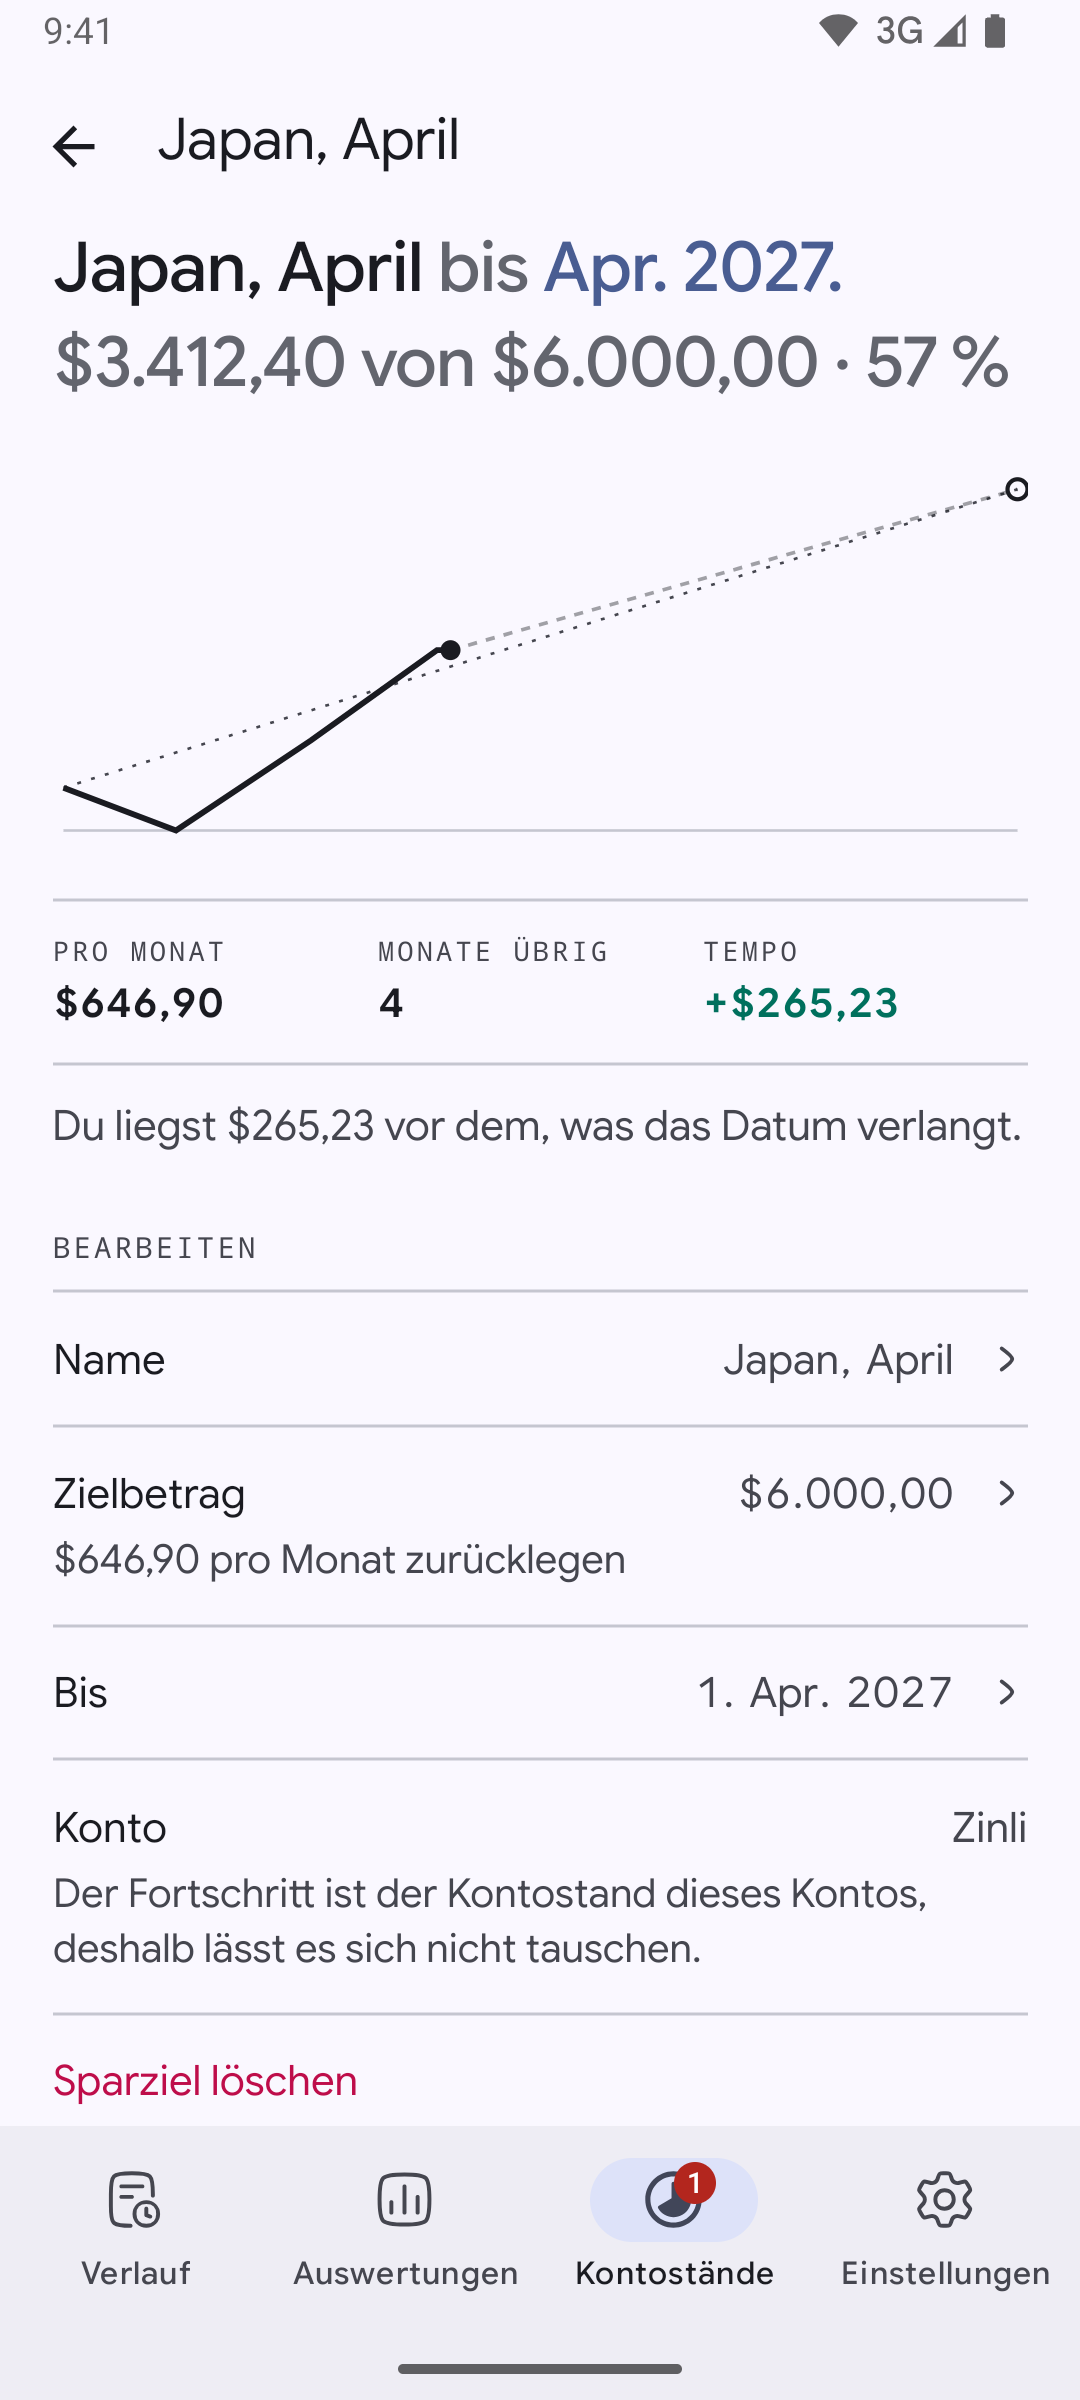 9:41
3G
Japan, April
Japan, April bis Apr. 2027.
$3.412,40 von $6.000,00 · 57 %
PRO MONAT
$646,90
MONATE ÜBRIG
4
TEMPO
+$265,23
Du liegst $265,23 vor dem, was das Datum verlangt.
BEARBEITEN
Name
Japan, April
Zielbetrag
$6.000,00
$646,90 pro Monat zurücklegen
Bis
1. Apr. 2027
Konto
Zinli
Der Fortschritt ist der Kontostand dieses Kontos,
deshalb lässt es sich nicht tauschen.
Sparziel löschen
1
Verlauf
Auswertungen
Kontostände
Einstellungen